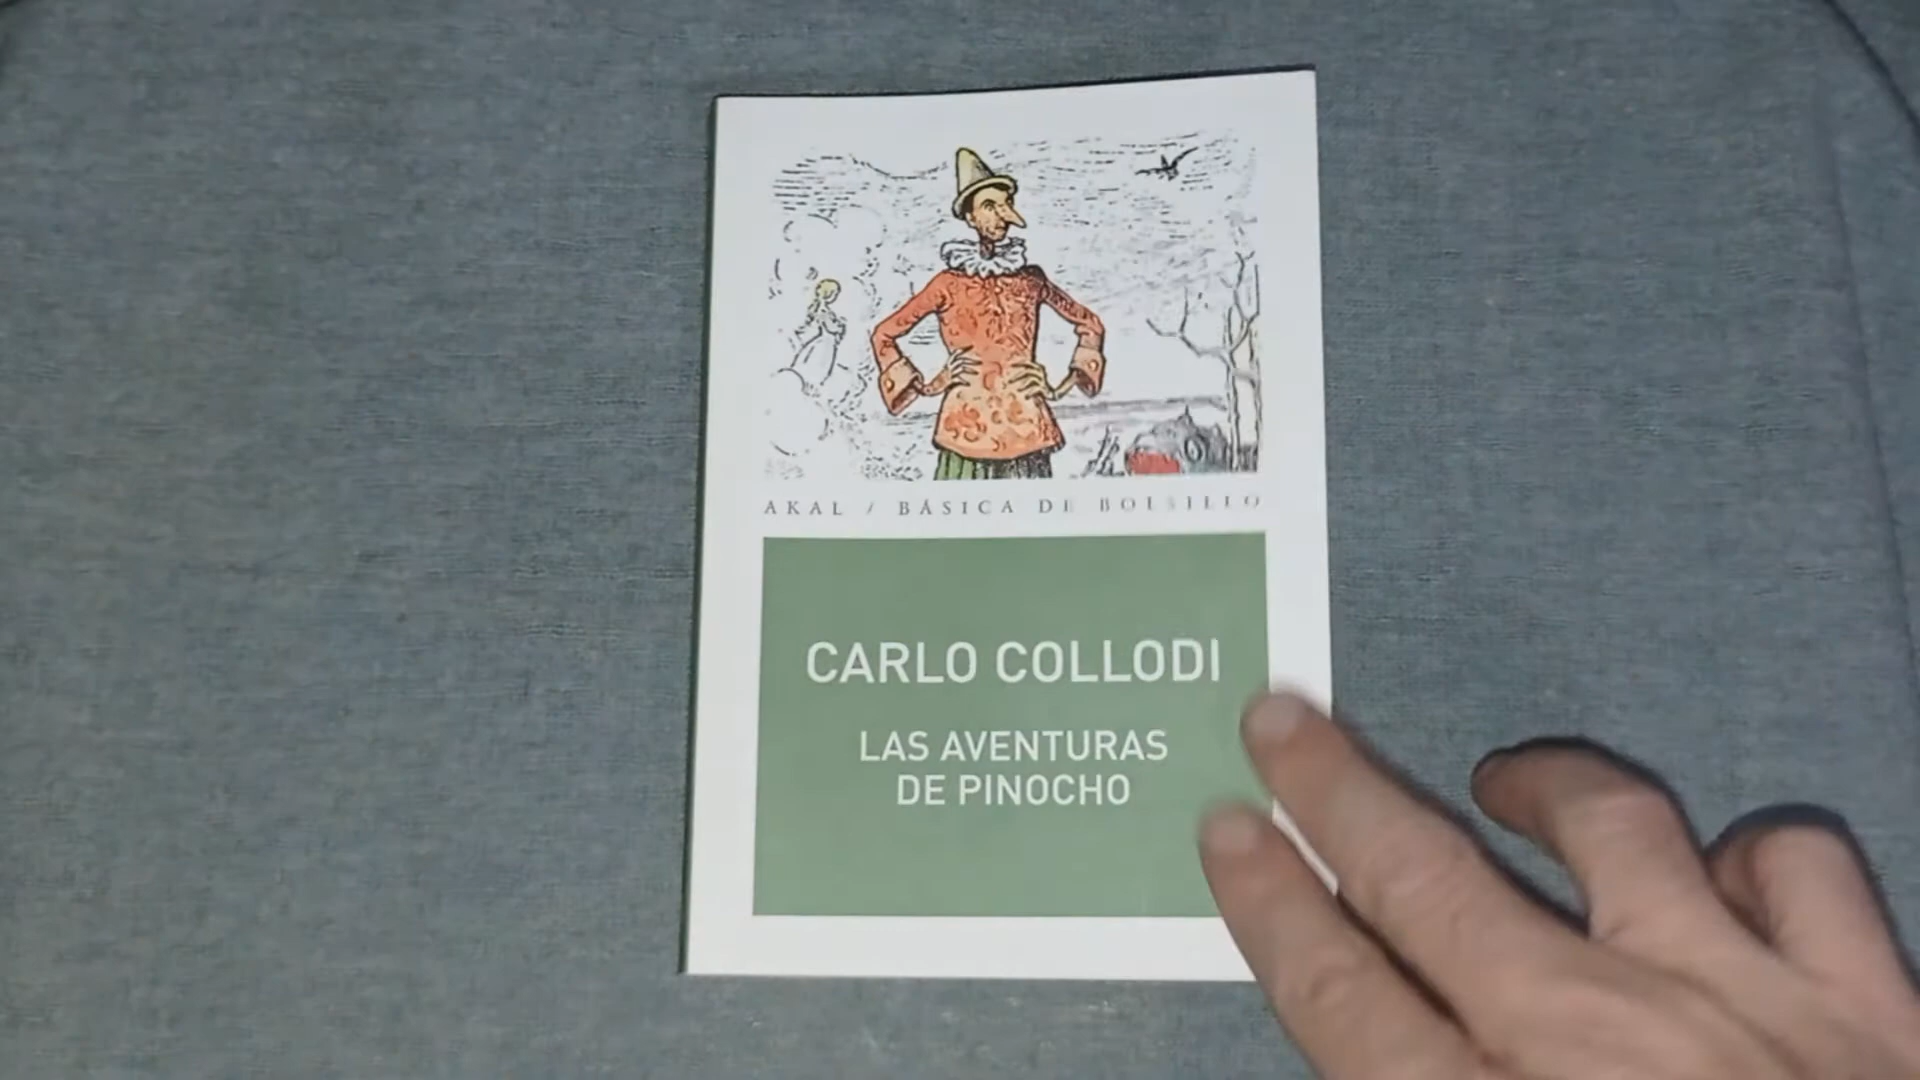 AKAL / BÁSICA DE BOLSILLO
CARLO COLLODI
LAS AVENTURAS
DE PINOCHO